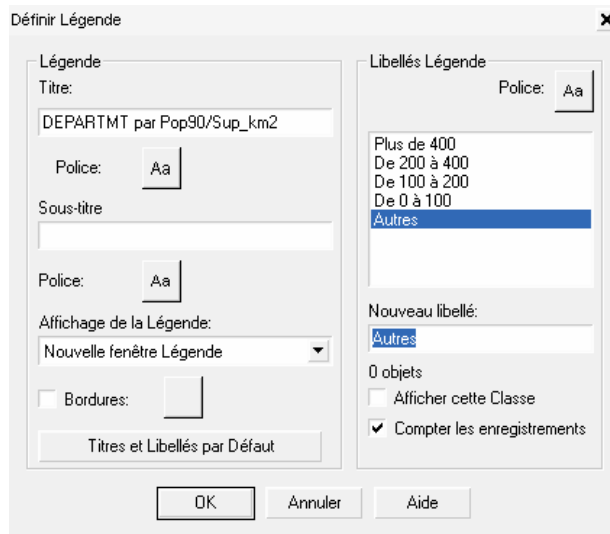 Définir Légende
Légende
Titre:
DEPARTMT par Pop90/Sup_km2
Police: Aa
Sous-titre
Police: Aa
Affichage de la Légende:
Nouvelle fenêtre Légende
Bordures:
Titres et Libellés par Défaut
Libellés Légende
Police: Aa
Plus de 400
De 200 à 400
De 100 à 200
De 0 à 100
Autres
Nouveau libellé:
Autres
0 objets
Afficher cette Classe
Compter les enregistrements
OK Annuler Aide